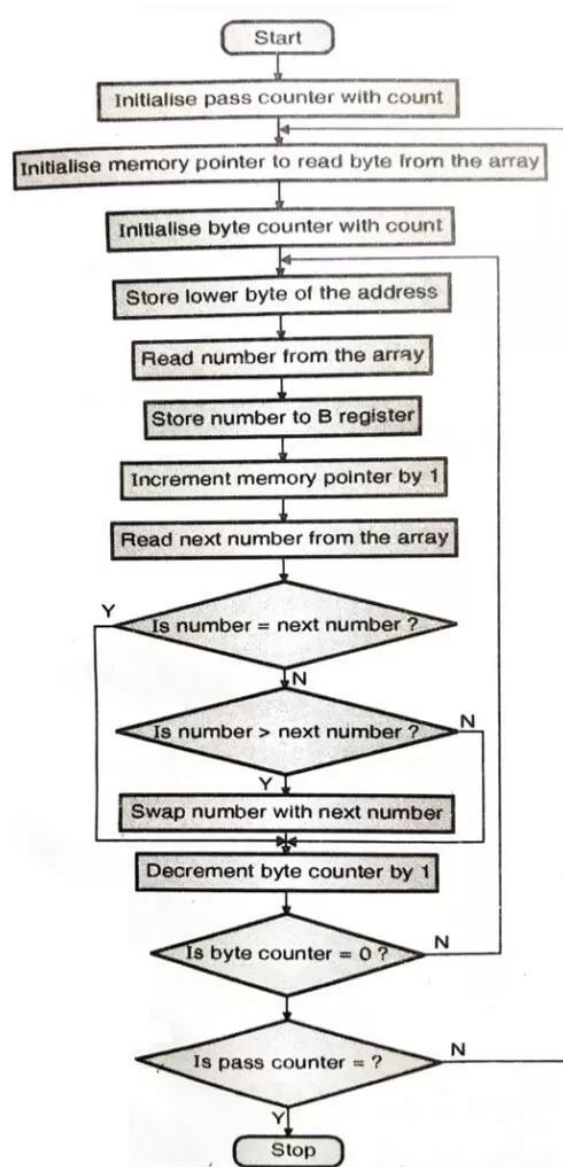 Start
Initialise pass counter with count
Initialise memory pointer to read byte from the array
Initialise byte counter with count
Store lower byte of the address
Read number from the array
Store number to B register
Increment memory pointer by 1
Read next number from the array
Y
Is number = next number ?
N
Is number > next number ?
N
Y
Swap number with next number
Decrement byte counter by 1
Is byte counter = 0 ?
N
Is pass counter = ?
N
Y
Stop